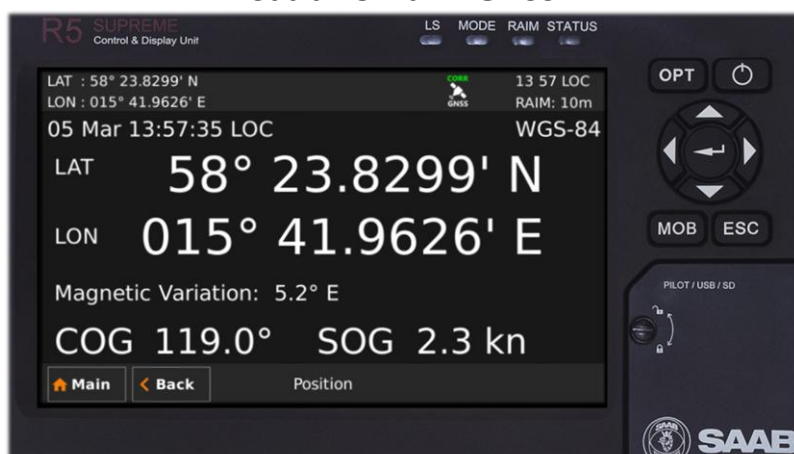 R5 SUPREME
Control & Display Unit
LS MODE RAIM STATUS
LAT : 58° 23.8299' N
LON : 015° 41.9626' E
CORR
GNSS
13 57 LOC
RAIM: 10m
05 Mar 13:57:35 LOC
WGS-84
LAT 58° 23.8299' N
LON 015° 41.9626' E
Magnetic Variation: 5.2° E
COG 119.0° SOG 2.3 kn
Main
Back
Position
OPT
MOB
ESC
PILOT / USB / SD
SAAB
SAAB